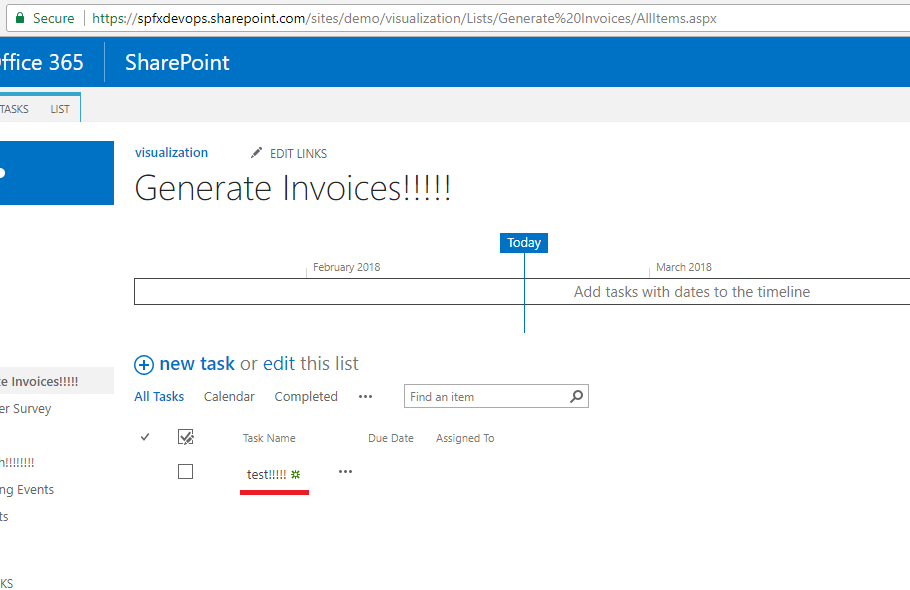 Secure https://spfxdevops.sharepoint.com/sites/demo/visualization/Lists/Generate%20Invoices/AllItems.aspx
ffice 365 SharePoint
TASKS LIST
visualization EDIT LINKS
Generate Invoices!!!!!
Today
February 2018 March 2018
Add tasks with dates to the timeline
new task or edit this list
e Invoices!!!!!
All Tasks Calendar Completed ••• Find an item
er Survey
Task Name Due Date Assigned To
h!!!!!!!!
test!!!!! •••
ng Events
ts
KS